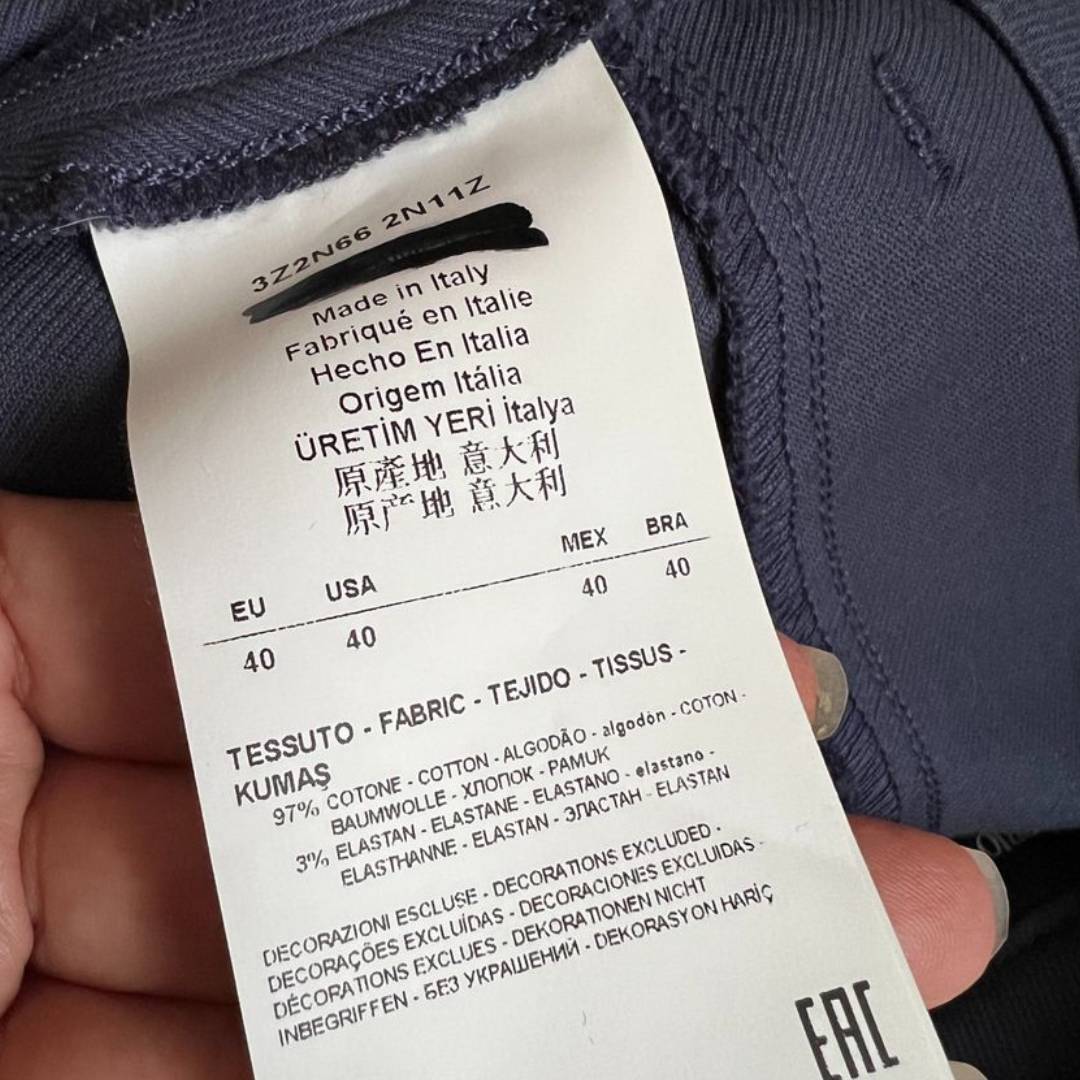 3Z2N66 2N11Z
Made in Italy
Fabriqué en Italie
Hecho En Italia
Origem Itália
ÜRETİM YERİ İtalya
原產地 意大利
原产地 意大利
EU USA MEX BRA
40 40 40 40
TESSUTO - FABRIC - TEJIDO - TISSUS -
KUMAŞ
97% COTONE - COTTON - ALGODÃO - algodón - COTON -
BAUMWOLLE - ХЛОПОК - PAMUK
3% ELASTAN - ELASTANE - ELASTANO - elastano -
ELASTHANNE - ELASTAN - ЭЛАСТАН - ELASTAN
DECORAZIONI ESCLUSE - DECORATIONS EXCLUDED -
DECORAÇÕES EXCLUÍDAS - DECORACIONES EXCLUIDAS -
DÉCORATIONS EXCLUES - DEKORATIONEN NICHT
INBEGRIFFEN - БЕЗ УКРАШЕНИЙ - DEKORASYON HARİÇ
EAC